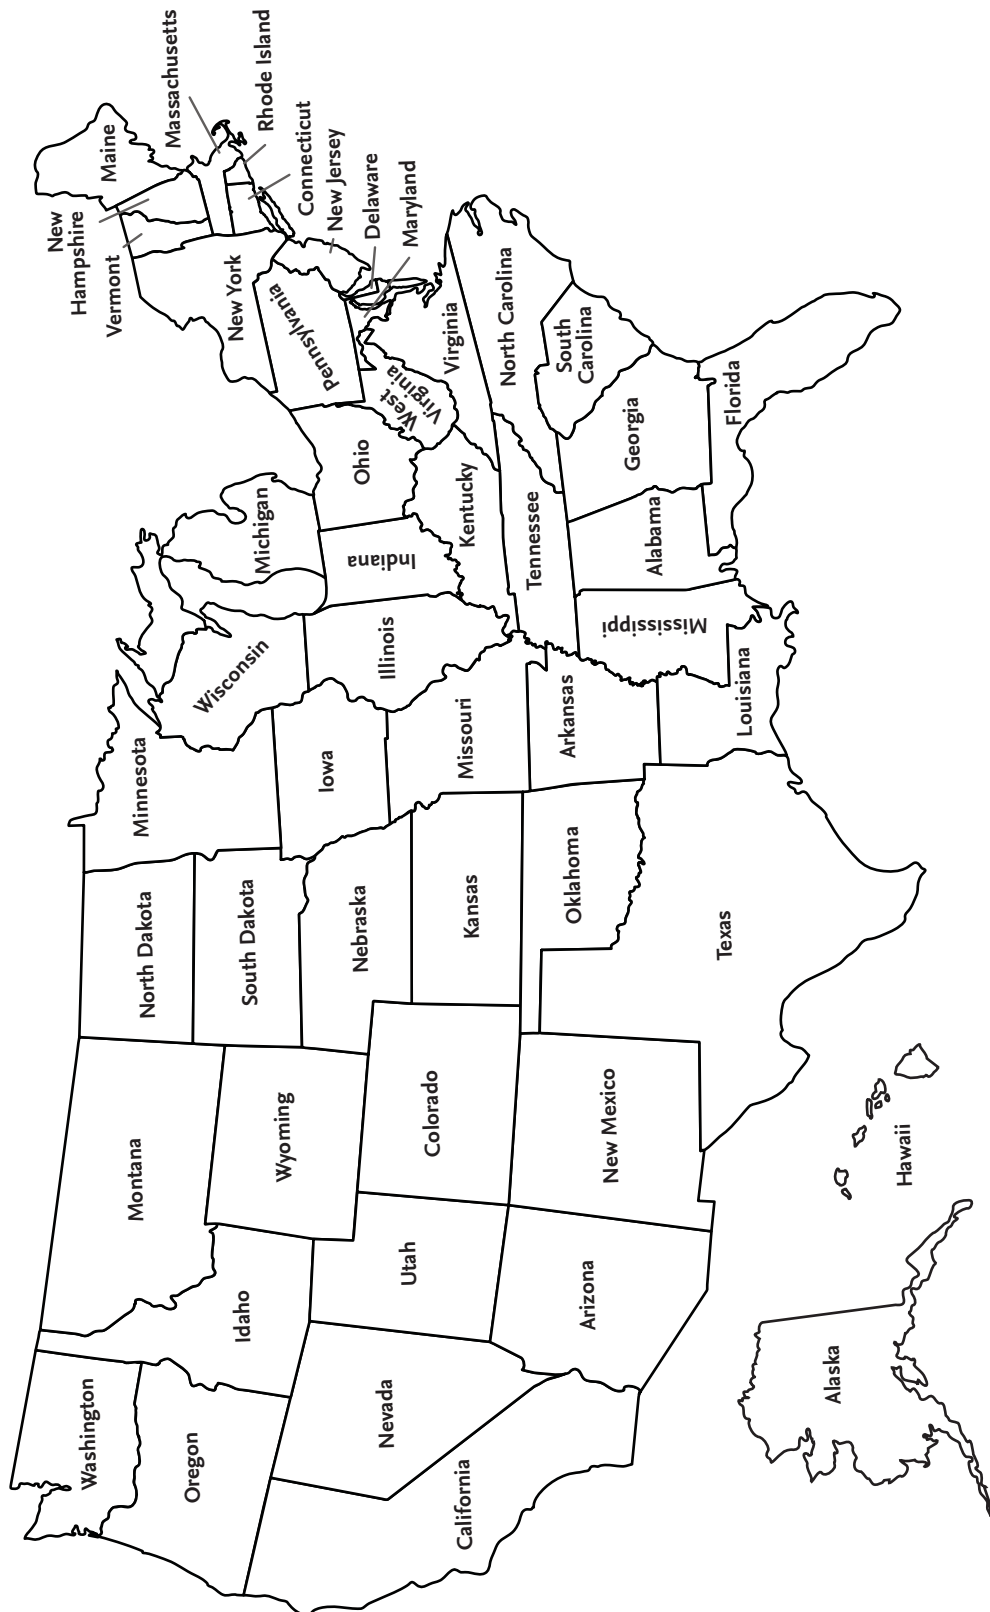 Washington
Oregon
California
Nevada
Idaho
Montana
Wyoming
Utah
Arizona
Colorado
New Mexico
North Dakota
South Dakota
Nebraska
Kansas
Oklahoma
Texas
Minnesota
Iowa
Missouri
Arkansas
Louisiana
Wisconsin
Illinois
Mississippi
Michigan
Indiana
Kentucky
Tennessee
Alabama
Ohio
West
Virginia
Virginia
North Carolina
South
Carolina
Georgia
Florida
Pennsylvania
New York
Vermont
New
Hampshire
Maine
Massachusetts
Rhode Island
Connecticut
New Jersey
Delaware
Maryland
Alaska
Hawaii